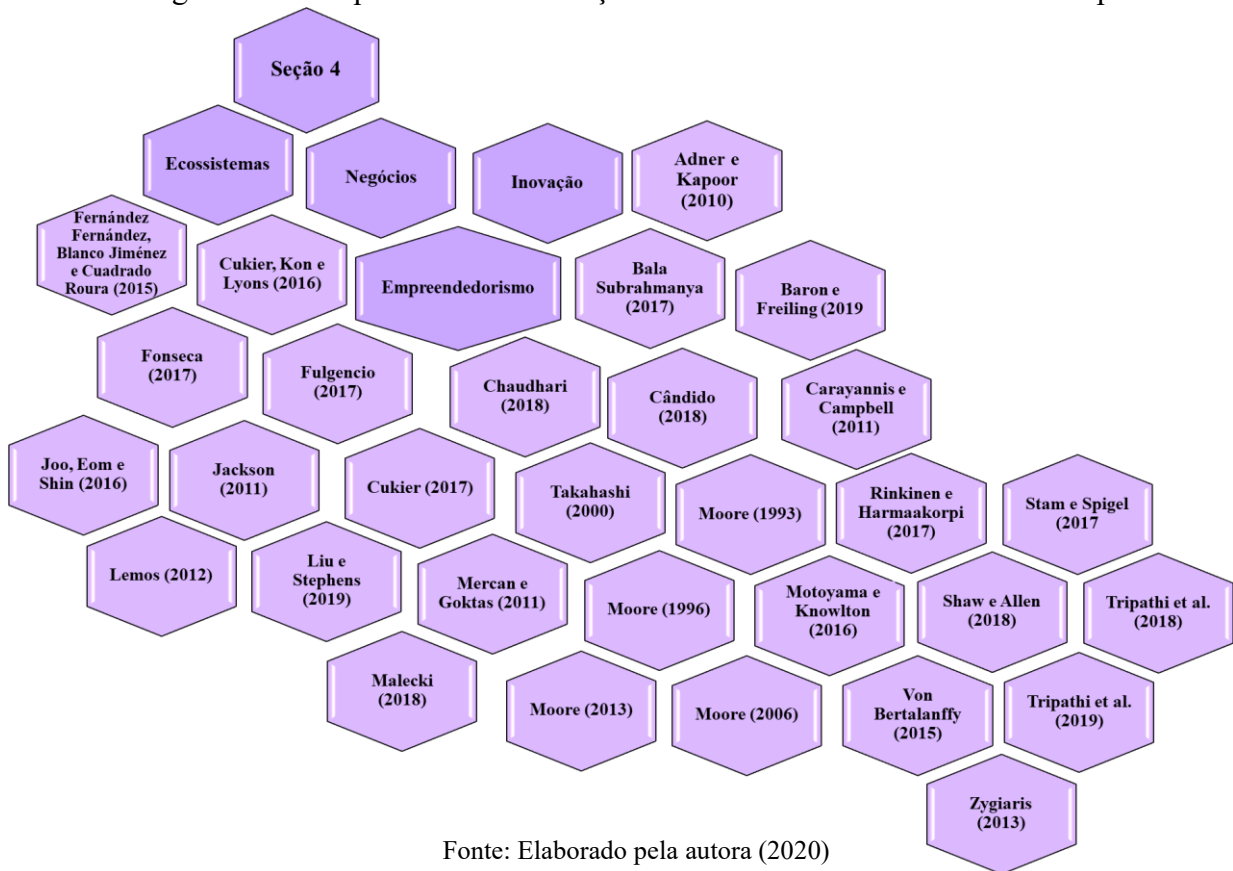 Seção 4
Ecossistemas
Negócios
Inovação
Adner e
Kapoor
(2010)
Fernández
Fernández,
Blanco Jiménez
e Cuadrado
Roura (2015)
Cukier, Kon e
Lyons (2016)
Empreendedorismo
Bala
Subrahmanya
(2017)
Baron e
Freiling (2019
Fonseca
(2017)
Fulgencio
(2017)
Chaudhari
(2018)
Cândido
(2018)
Carayannis e
Campbell
(2011)
Joo, Eom e
Shin (2016)
Jackson
(2011)
Cukier (2017)
Takahashi
(2000)
Moore (1993)
Rinkinen e
Harmaakorpi
(2017)
Stam e Spigel
(2017
Lemos (2012)
Liu e
Stephens
(2019)
Mercan e
Goktas (2011)
Moore (1996)
Motoyama e
Knowlton
(2016)
Shaw e Allen
(2018)
Tripathi et al.
(2018)
Malecki
(2018)
Moore (2013)
Moore (2006)
Von
Bertalanffy
(2015)
Tripathi et al.
(2019)
Zygiaris
(2013)
Fonte: Elaborado pela autora (2020)